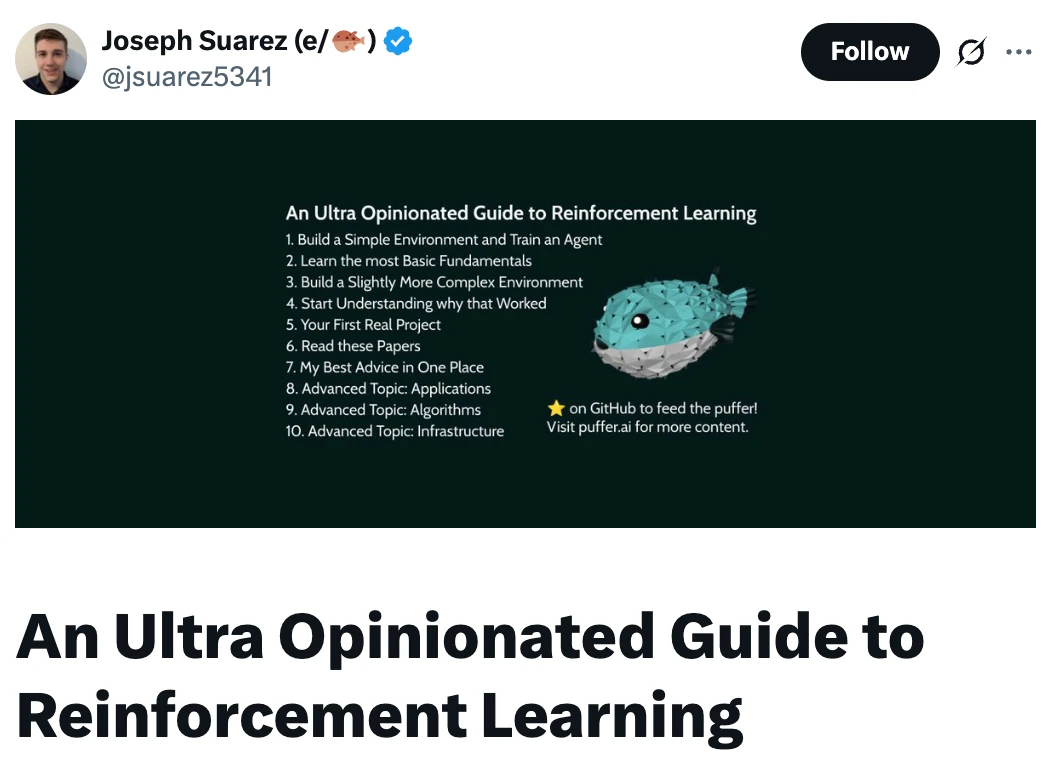 Joseph Suarez (e/🐡)
@jsuarez5341
Follow
An Ultra Opinionated Guide to Reinforcement Learning
1. Build a Simple Environment and Train an Agent
2. Learn the most Basic Fundamentals
3. Build a Slightly More Complex Environment
4. Start Understanding why that Worked
5. Your First Real Project
6. Read these Papers
7. My Best Advice in One Place
8. Advanced Topic: Applications
9. Advanced Topic: Algorithms
10. Advanced Topic: Infrastructure
⭐ on GitHub to feed the puffer!
Visit puffer.ai for more content.
An Ultra Opinionated Guide to
Reinforcement Learning